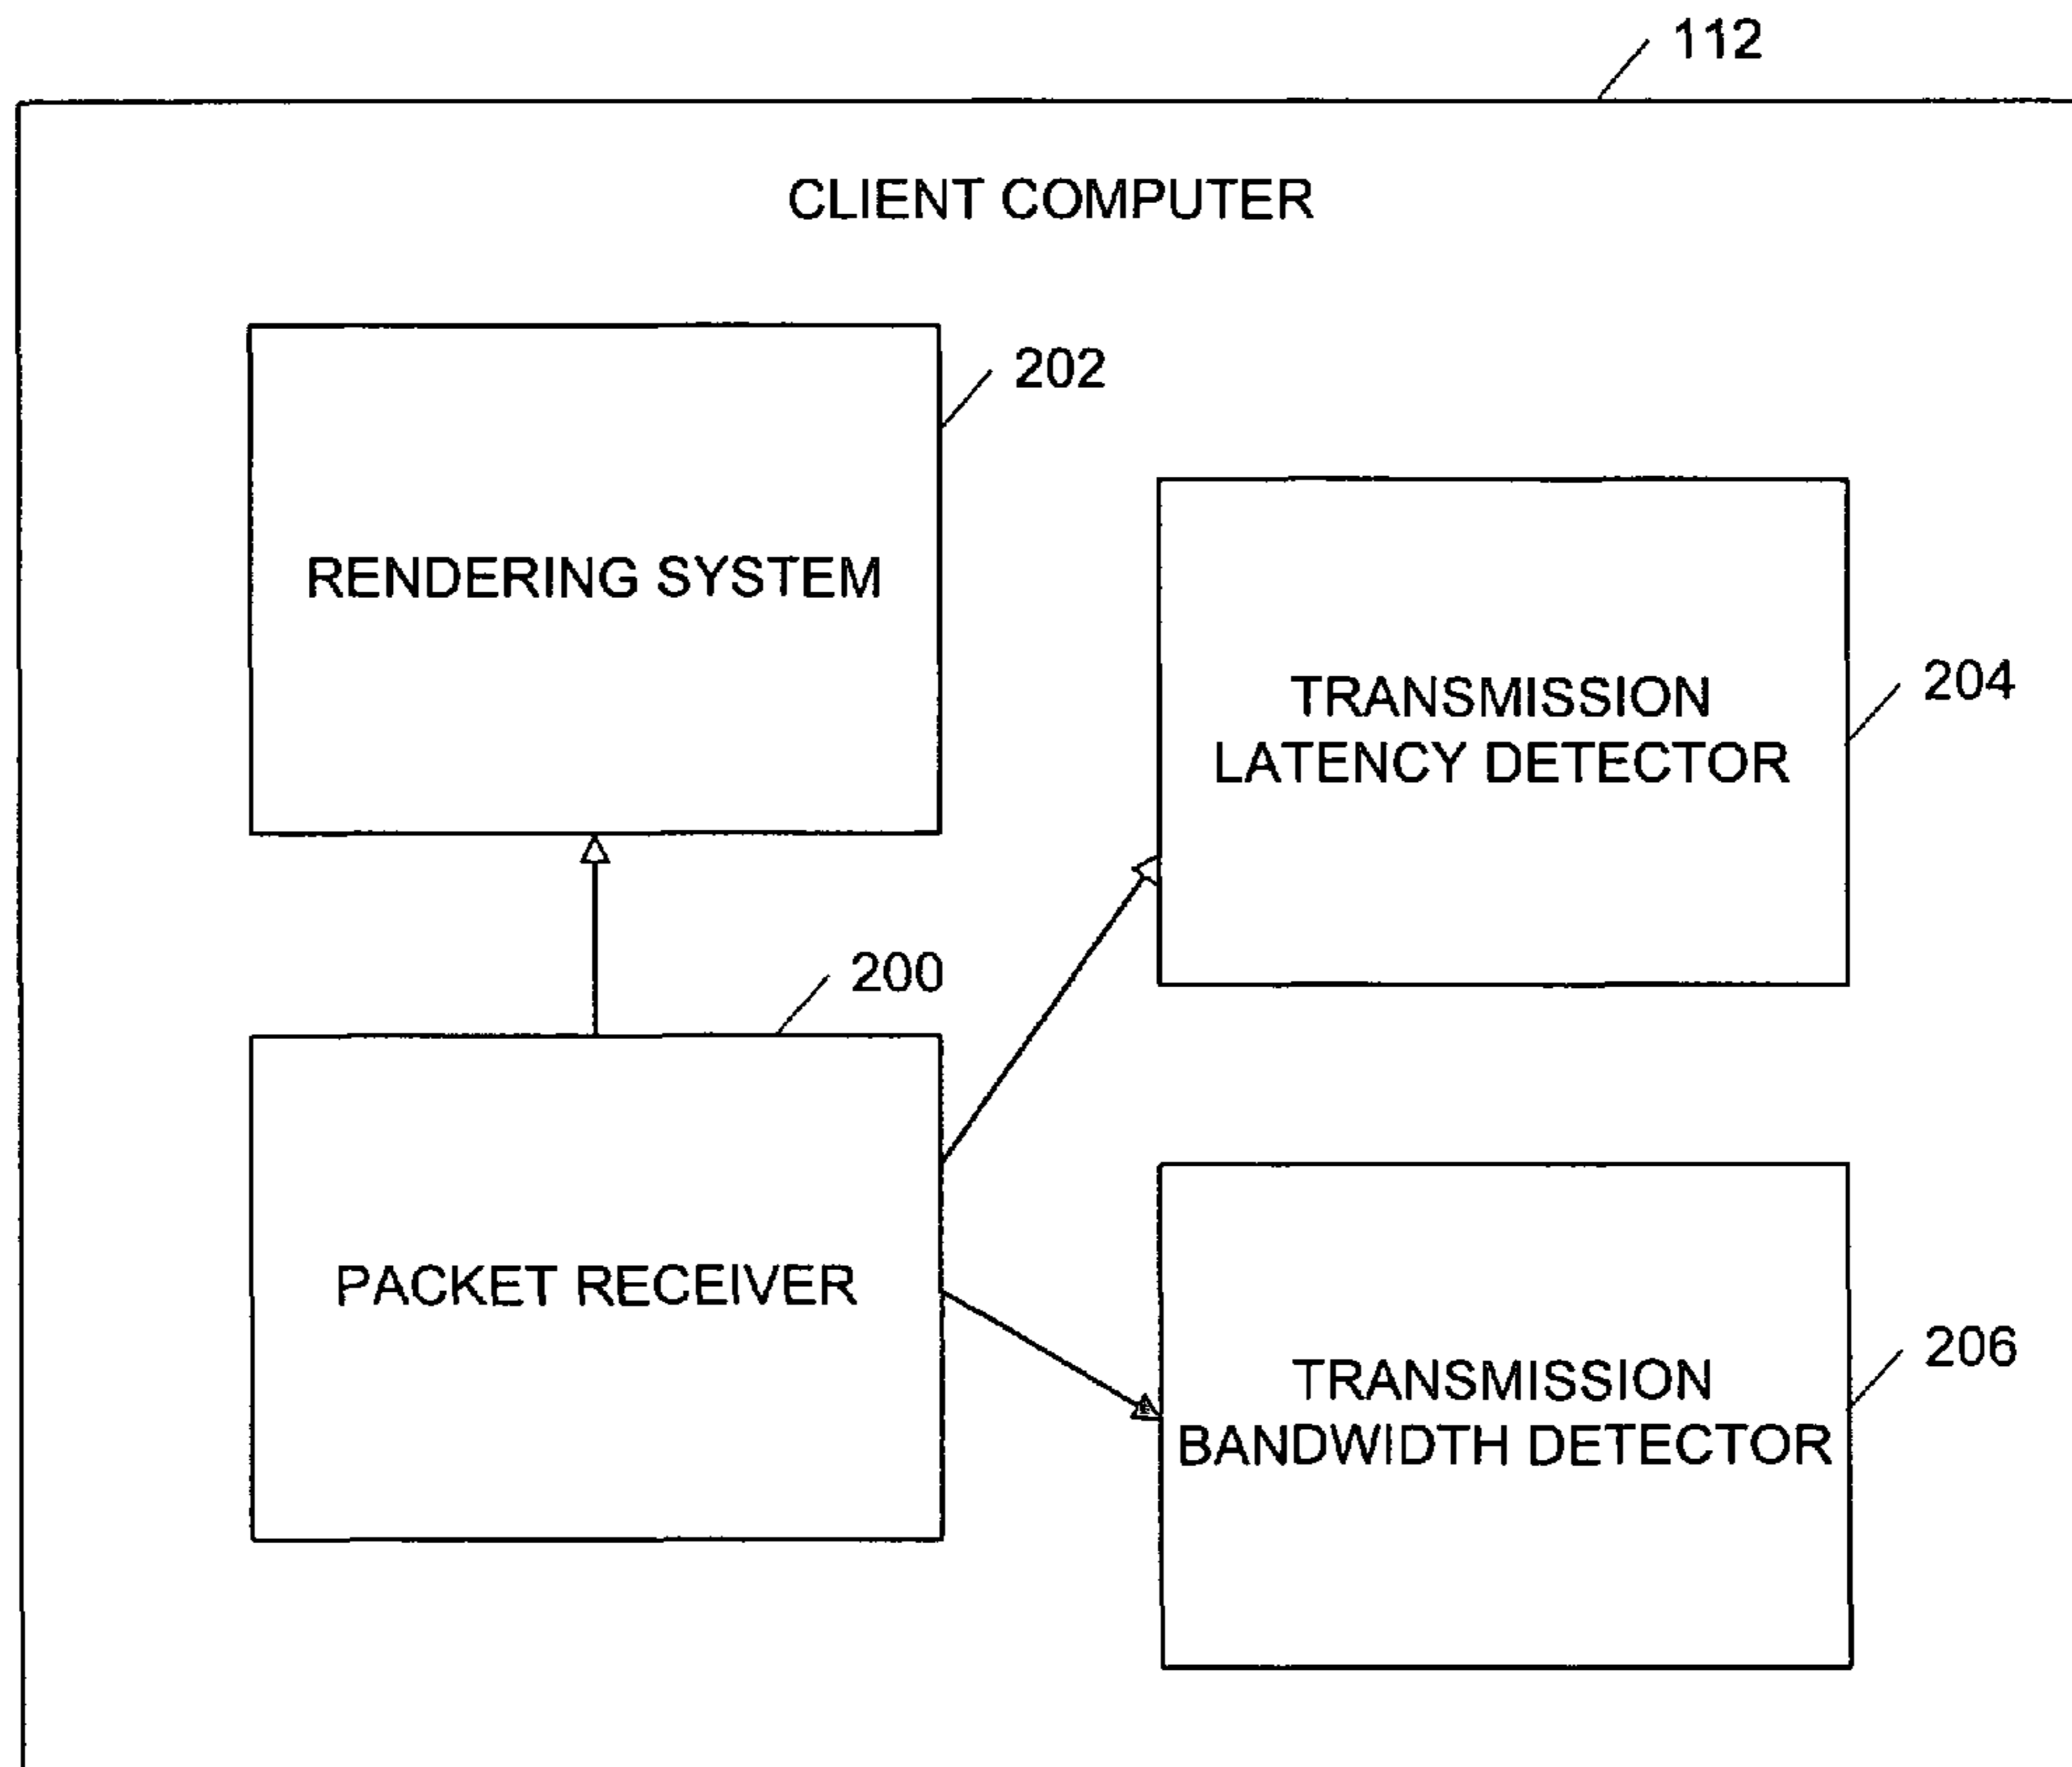 112
CLIENT COMPUTER
202
RENDERING SYSTEM
204
TRANSMISSION
LATENCY DETECTOR
200
PACKET RECEIVER
206
TRANSMISSION
BANDWIDTH DETECTOR